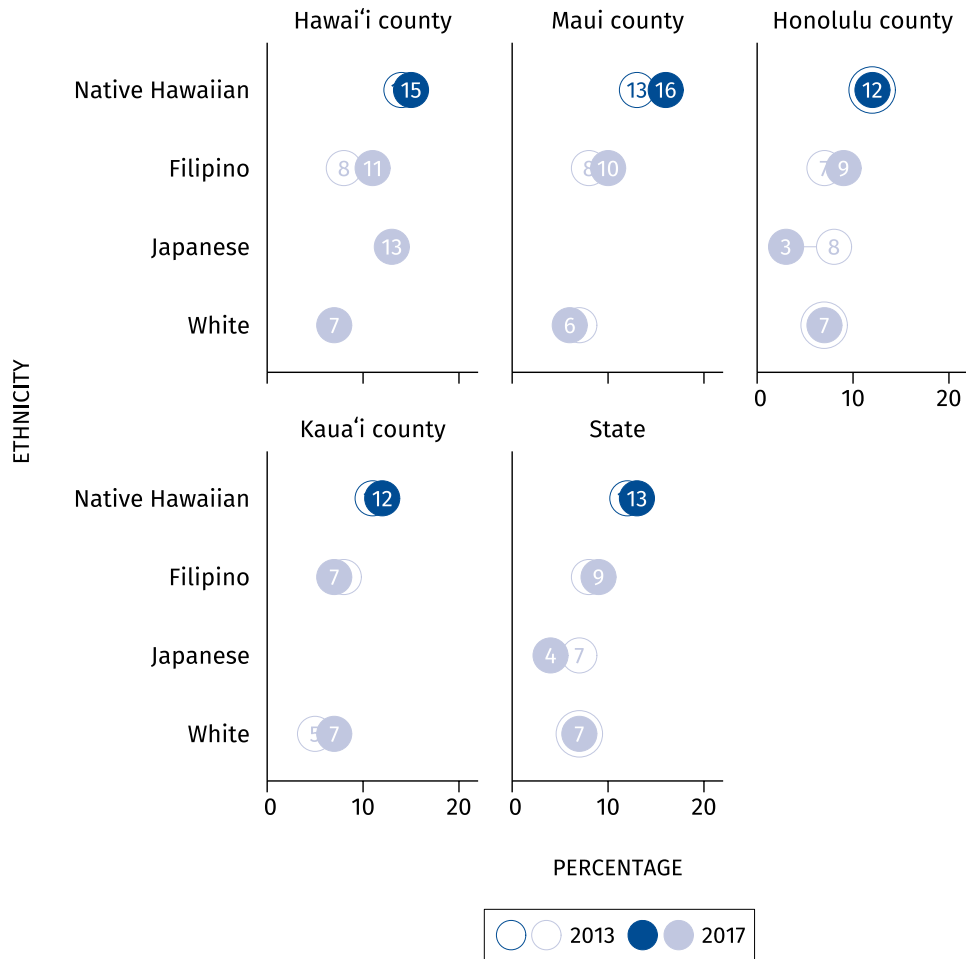 Hawaiʻi county Maui county Honolulu county
Native Hawaiian 15 13 16 12
Filipino 8 11 8 10 7 9
Japanese 13 3 8
White 7 6 7
0 10 20
ETHNICITY
Kauaʻi county State
Native Hawaiian 12 13
Filipino 7 9
Japanese 4 7
White 5 7 7
0 10 20 0 10 20
PERCENTAGE
2013 2017